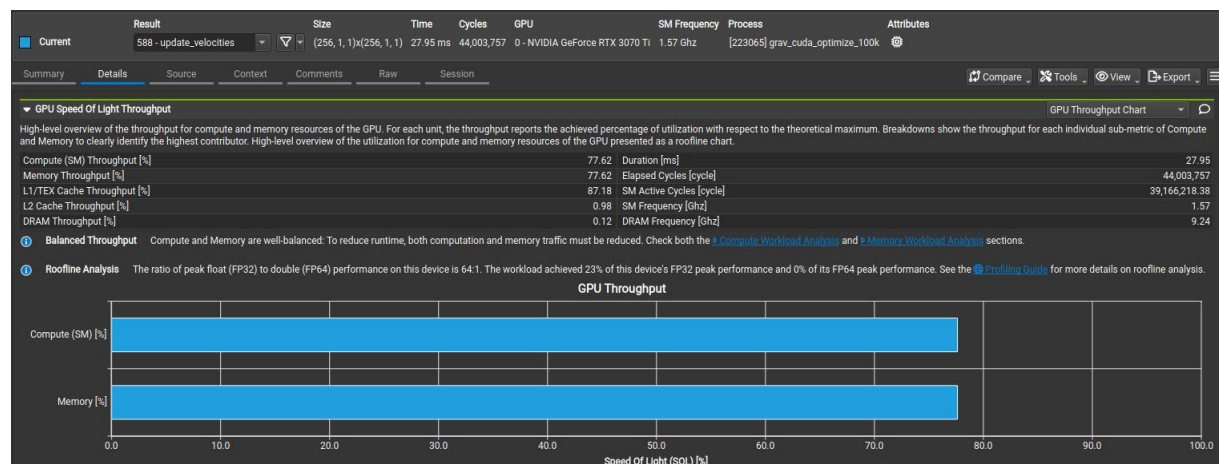 Result Size Time Cycles GPU SM Frequency Process Attributes
Current 588 - update_velocities (256, 1, 1)x(256, 1, 1) 27.95 ms 44,003,757 0 - NVIDIA GeForce RTX 3070 Ti 1.57 Ghz [223065] grav_cuda_optimize_100k
Summary Details Source Context Comments Raw Session Compare Tools View Export
GPU Speed Of Light Throughput GPU Throughput Chart
High-level overview of the throughput for compute and memory resources of the GPU. For each unit, the throughput reports the achieved percentage of utilization with respect to the theoretical maximum. Breakdowns show the throughput for each individual sub-metric of Compute
and Memory to clearly identify the highest contributor. High-level overview of the utilization for compute and memory resources of the GPU presented as a roofline chart.
Compute (SM) Throughput [%] 77.62 Duration [ms] 27.95
Memory Throughput [%] 77.62 Elapsed Cycles [cycle] 44,003,757
L1/TEX Cache Throughput [%] 87.18 SM Active Cycles [cycle] 39,166,218.38
L2 Cache Throughput [%] 0.98 SM Frequency [Ghz] 1.57
DRAM Throughput [%] 0.12 DRAM Frequency [Ghz] 9.24
Balanced Throughput Compute and Memory are well-balanced: To reduce runtime, both computation and memory traffic must be reduced. Check both the Compute Workload Analysis and Memory Workload Analysis sections.
Roofline Analysis The ratio of peak float (FP32) to double (FP64) performance on this device is 64:1. The workload achieved 23% of this device's FP32 peak performance and 0% of its FP64 peak performance. See the Profiling Guide for more details on roofline analysis.
GPU Throughput
Compute (SM) [%]
Memory [%]
0.0 10.0 20.0 30.0 40.0 50.0 60.0 70.0 80.0 90.0 100.0
Speed Of Light (SOL) [%]